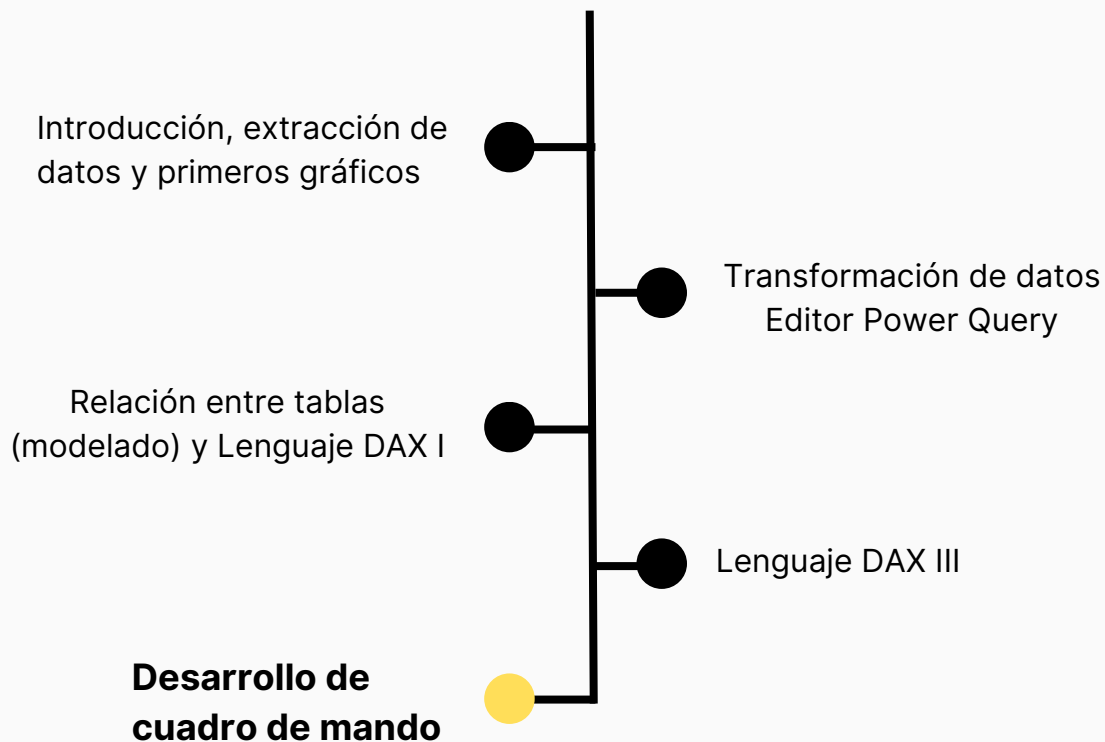 Introducción, extracción de
datos y primeros gráficos
Transformación de datos
Editor Power Query
Relación entre tablas
(modelado) y Lenguaje DAX I
Lenguaje DAX III
Desarrollo de
cuadro de mando